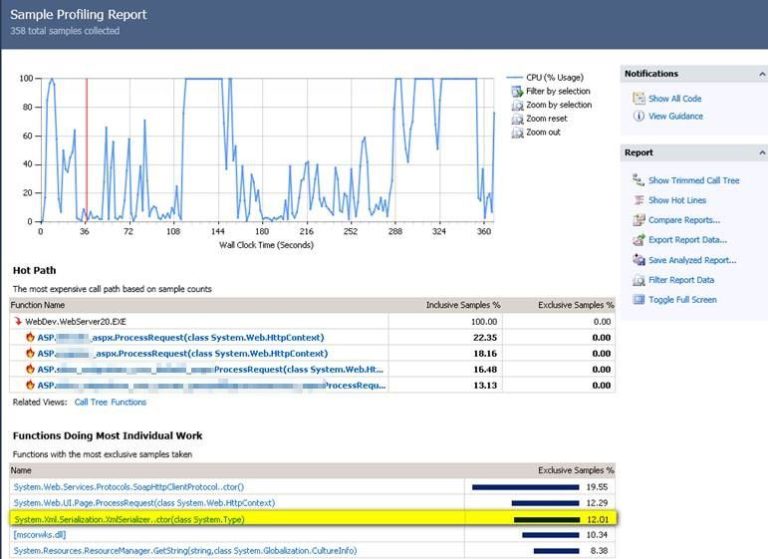 Sample Profiling Report
358 total samples collected
100
80
60
40
20
0
0 36 72 108 144 180 216 252 288 324 360
Wall Clock Time (Seconds)
CPU (% Usage)
Filter by selection
Zoom by selection
Zoom reset
Zoom out
Notifications
Show All Code
View Guidance
Report
Show Trimmed Call Tree
Show Hot Lines
Compare Reports...
Export Report Data...
Save Analyzed Report...
Filter Report Data
Toggle Full Screen
Hot Path
The most expensive call path based on sample counts
Function Name Inclusive Samples % Exclusive Samples %
WebDev.WebServer20.EXE 100.00 0.00
ASP. _aspx.ProcessRequest(class System.Web.HttpContext) 22.35 0.00
ASP. _aspx.ProcessRequest(class System.Web.HttpContext) 18.16 0.00
ASP. ProcessRequest(class System.Web.Ht... 16.48 0.00
ASP. ProcessRequ... 13.13 0.00
Related Views: Call Tree Functions
Functions Doing Most Individual Work
Functions with the most exclusive samples taken
Name Exclusive Samples %
System.Web.Services.Protocols.SoapHttpClientProtocol..ctor() 19.55
System.Web.UI.Page.ProcessRequest(class System.Web.HttpContext) 12.29
System.Xml.Serialization.XmlSerializer..ctor(class System.Type) 12.01
[mscorwks.dll] 10.34
System.Resources.ResourceManager.GetString(string,class System.Globalization.CultureInfo) 8.38